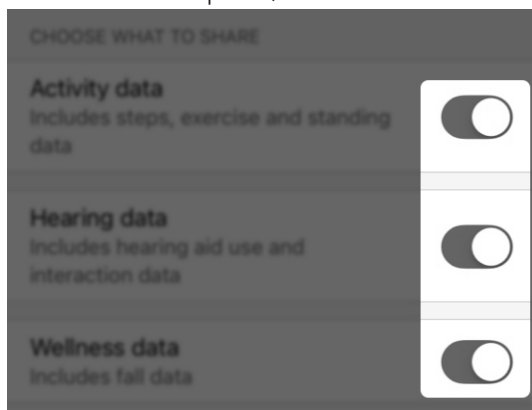 CHOOSE WHAT TO SHARE
Activity data
Includes steps, exercise and standing
data
Hearing data
Includes hearing aid use and
interaction data
Wellness data
Includes fall data